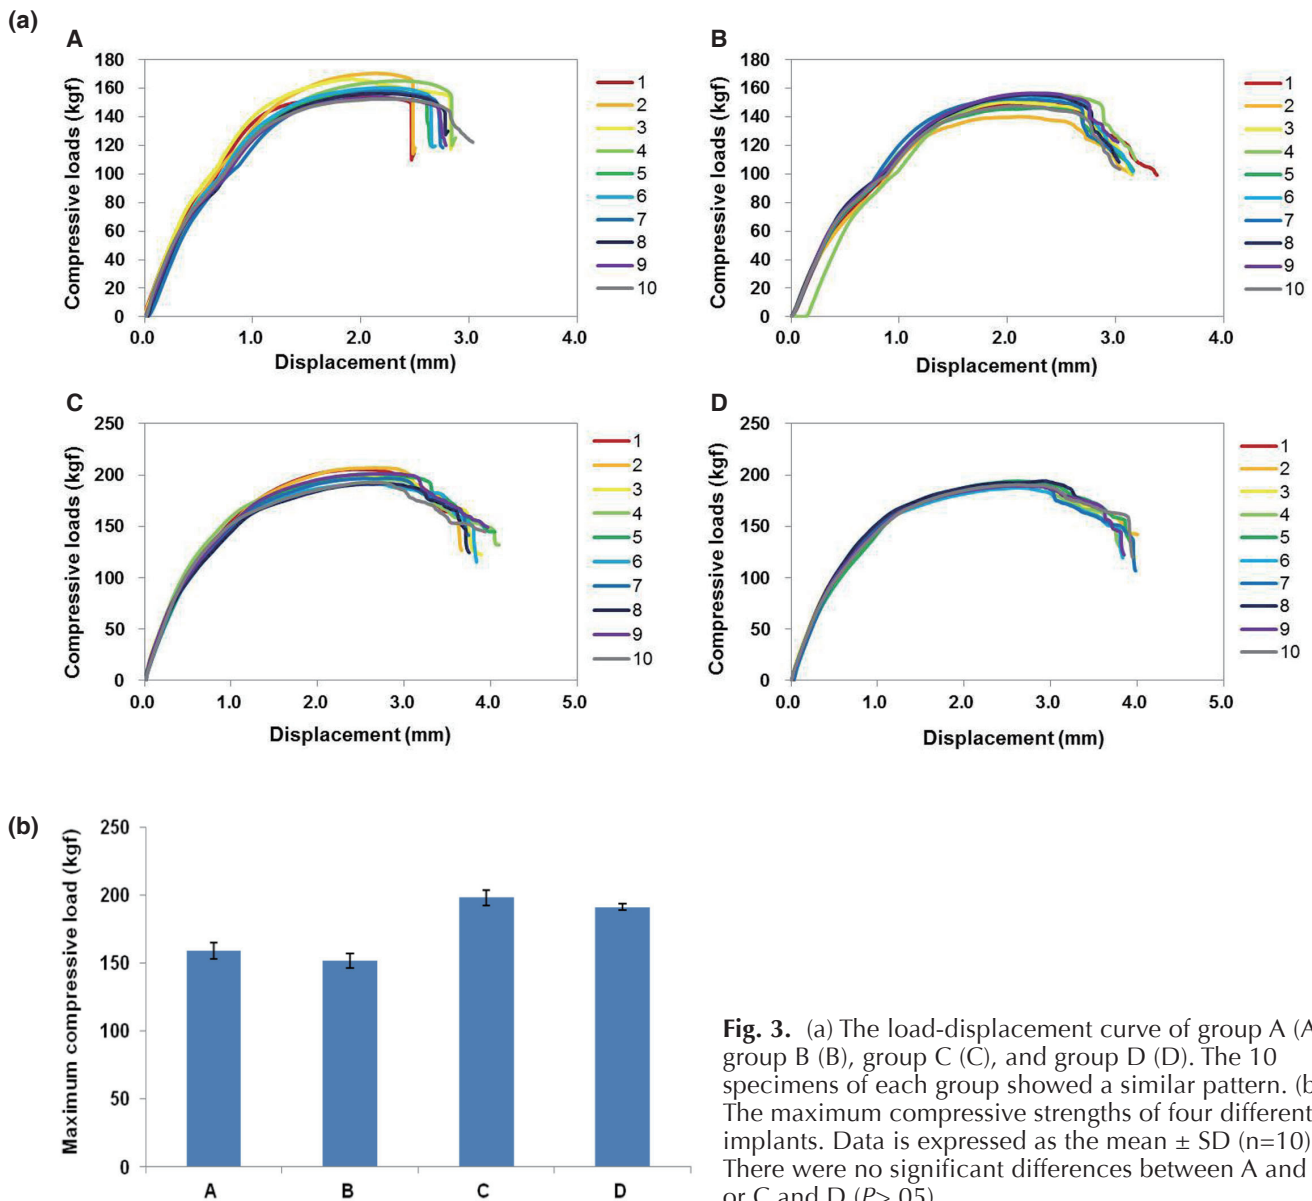 (a)
A
180
160
140
120
100
80
60
40
20
0
Compressive loads (kgf)
0.0 1.0 2.0 3.0 4.0
Displacement (mm)
1
2
3
4
5
6
7
8
9
10
B
180
160
140
120
100
80
60
40
20
0
Compressive loads (kgf)
0.0 1.0 2.0 3.0 4.0
Displacement (mm)
1
2
3
4
5
6
7
8
9
10
C
250
200
150
100
50
0
Compressive loads (kgf)
0.0 1.0 2.0 3.0 4.0 5.0
Displacement (mm)
1
2
3
4
5
6
7
8
9
10
D
250
200
150
100
50
0
Compressive loads (kgf)
0.0 1.0 2.0 3.0 4.0 5.0
Displacement (mm)
1
2
3
4
5
6
7
8
9
10
(b)
250
200
150
100
50
0
Maximum compressive load (kgf)
A B C D
Fig. 3. (a) The load-displacement curve of group A (A
group B (B), group C (C), and group D (D). The 10
specimens of each group showed a similar pattern. (b
The maximum compressive strengths of four different
implants. Data is expressed as the mean ± SD (n=10)
There were no significant differences between A and
or C and D (P>.05)